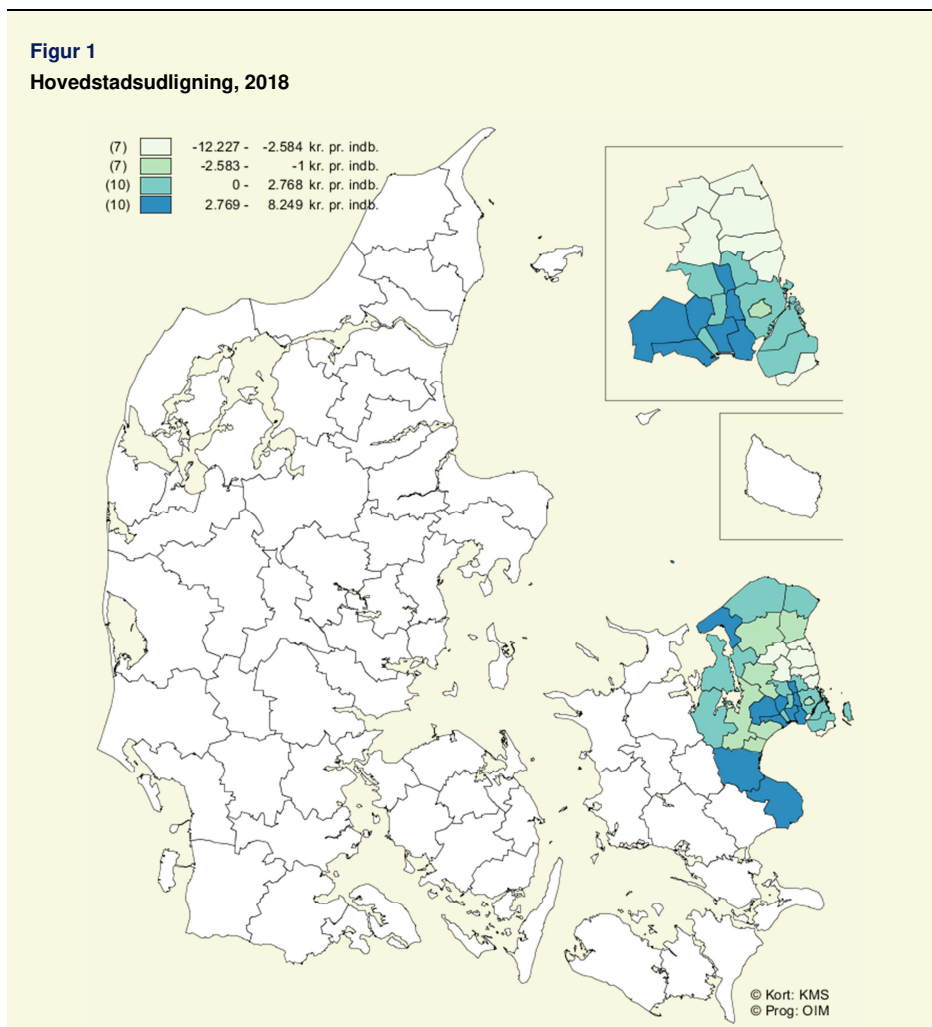 Figur 1
Hovedstadsudligning, 2018
(7) -12.227 - -2.584 kr. pr. indb.
(7) -2.583 - -1 kr. pr. indb.
(10) 0 - 2.768 kr. pr. indb.
(10) 2.769 - 8.249 kr. pr. indb.
© Kort: KMS
© Prog: OIM